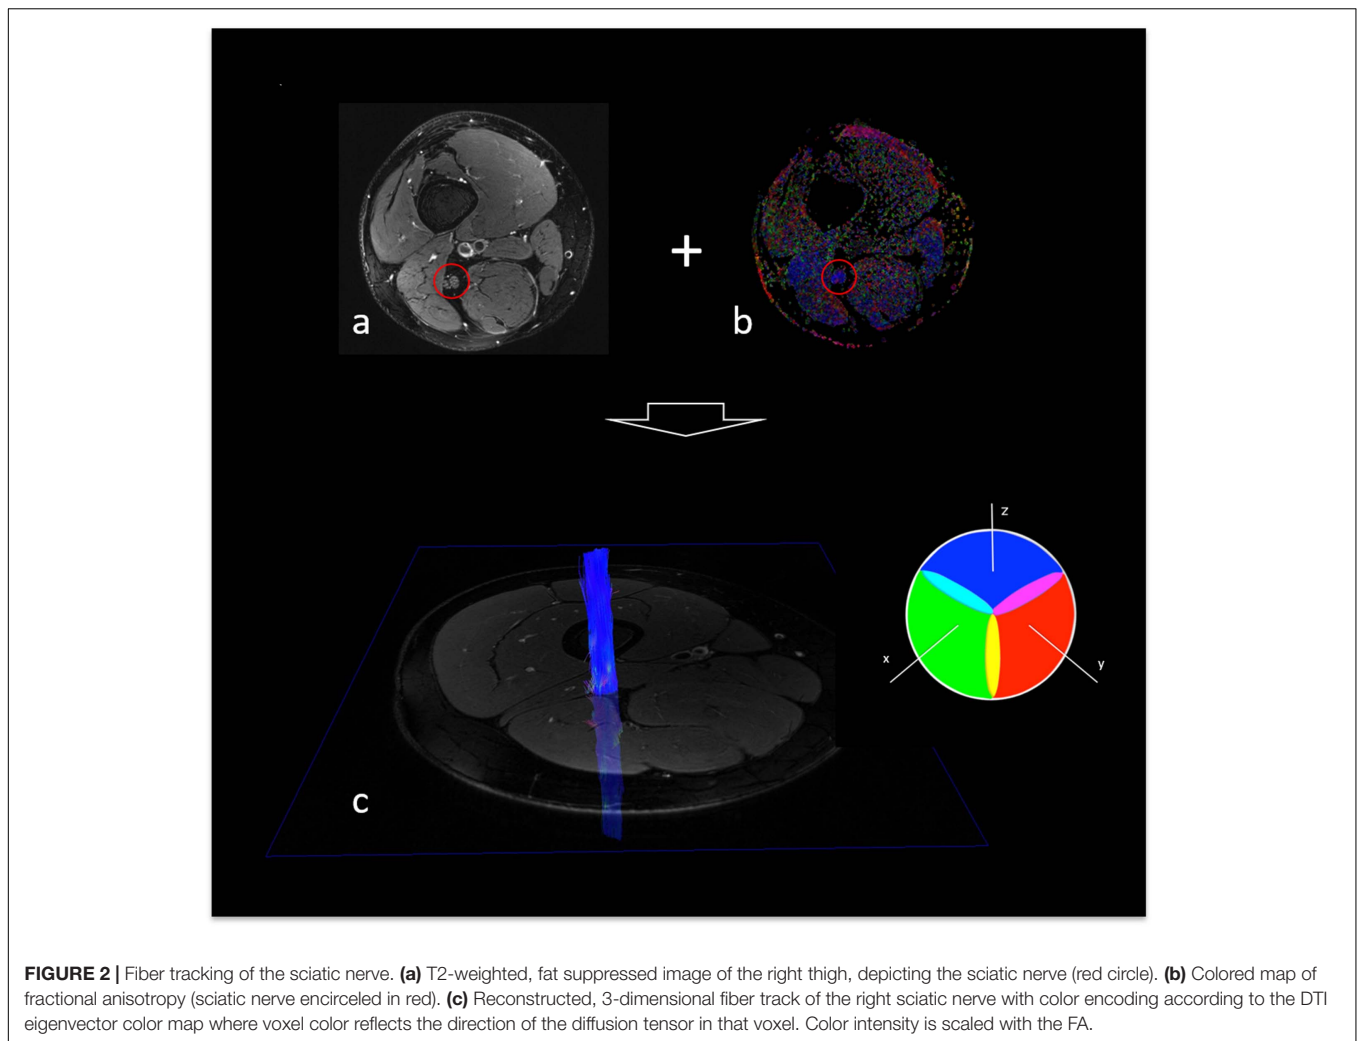 a
+
b
z
x
y
c
FIGURE 2 | Fiber tracking of the sciatic nerve. (a) T2-weighted, fat suppressed image of the right thigh, depicting the sciatic nerve (red circle). (b) Colored map of
fractional anisotropy (sciatic nerve encirceled in red). (c) Reconstructed, 3-dimensional fiber track of the right sciatic nerve with color encoding according to the DTI
eigenvector color map where voxel color reflects the direction of the diffusion tensor in that voxel. Color intensity is scaled with the FA.